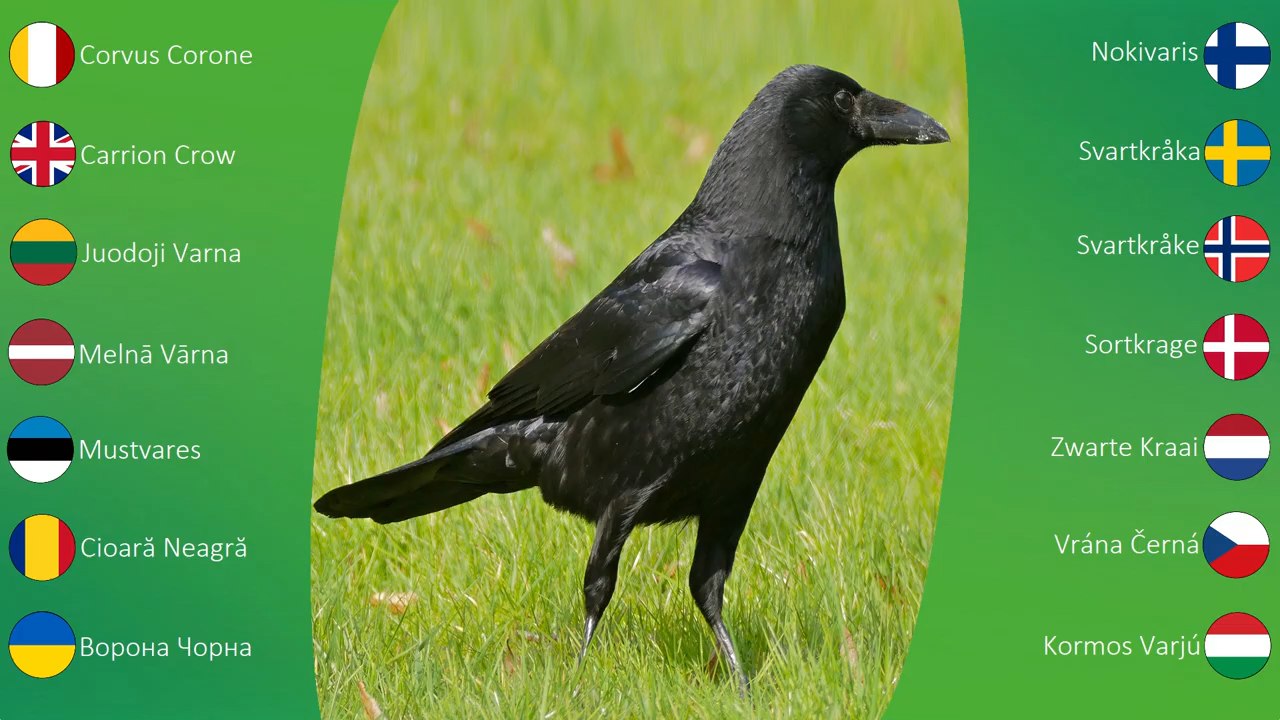 Corvus Corone
Carrion Crow
Juodoji Varna
Melnā Vārna
Mustvares
Cioară Neagră
Ворона Чорна
Nokivaris
Svartkråka
Svartkråke
Sortkrage
Zwarte Kraai
Vrána Černá
Kormos Varjú